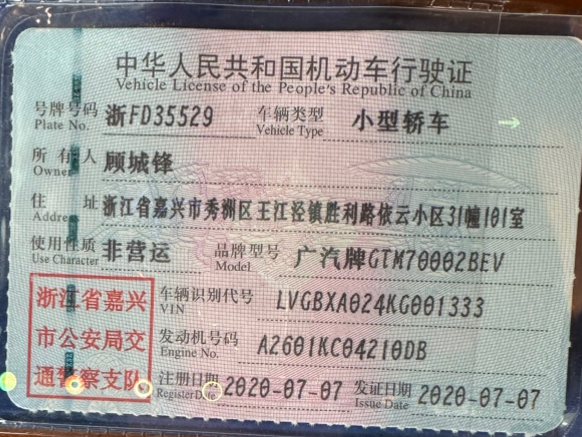 中华人民共和国机动车行驶证
Vehicle License of the People's Republic of China
号牌号码 浙FD35529 车辆类型 小型轿车
Plate No. Vehicle Type
所有人 顾城锋
Owner
住址 浙江省嘉兴市秀洲区王江泾镇胜利路依云小区31幢101室
Address
使用性质 非营运 品牌型号 广汽牌GTM70002BEV
Use Character Model
浙江省嘉兴 车辆识别代号 LVGBXA024KG001333
VIN
市公安局交 发动机号码 A2601KC04210DB
Engine No.
通警察支队 注册日期 2020-07-07 发证日期 2020-07-07
Register Date Issue Date